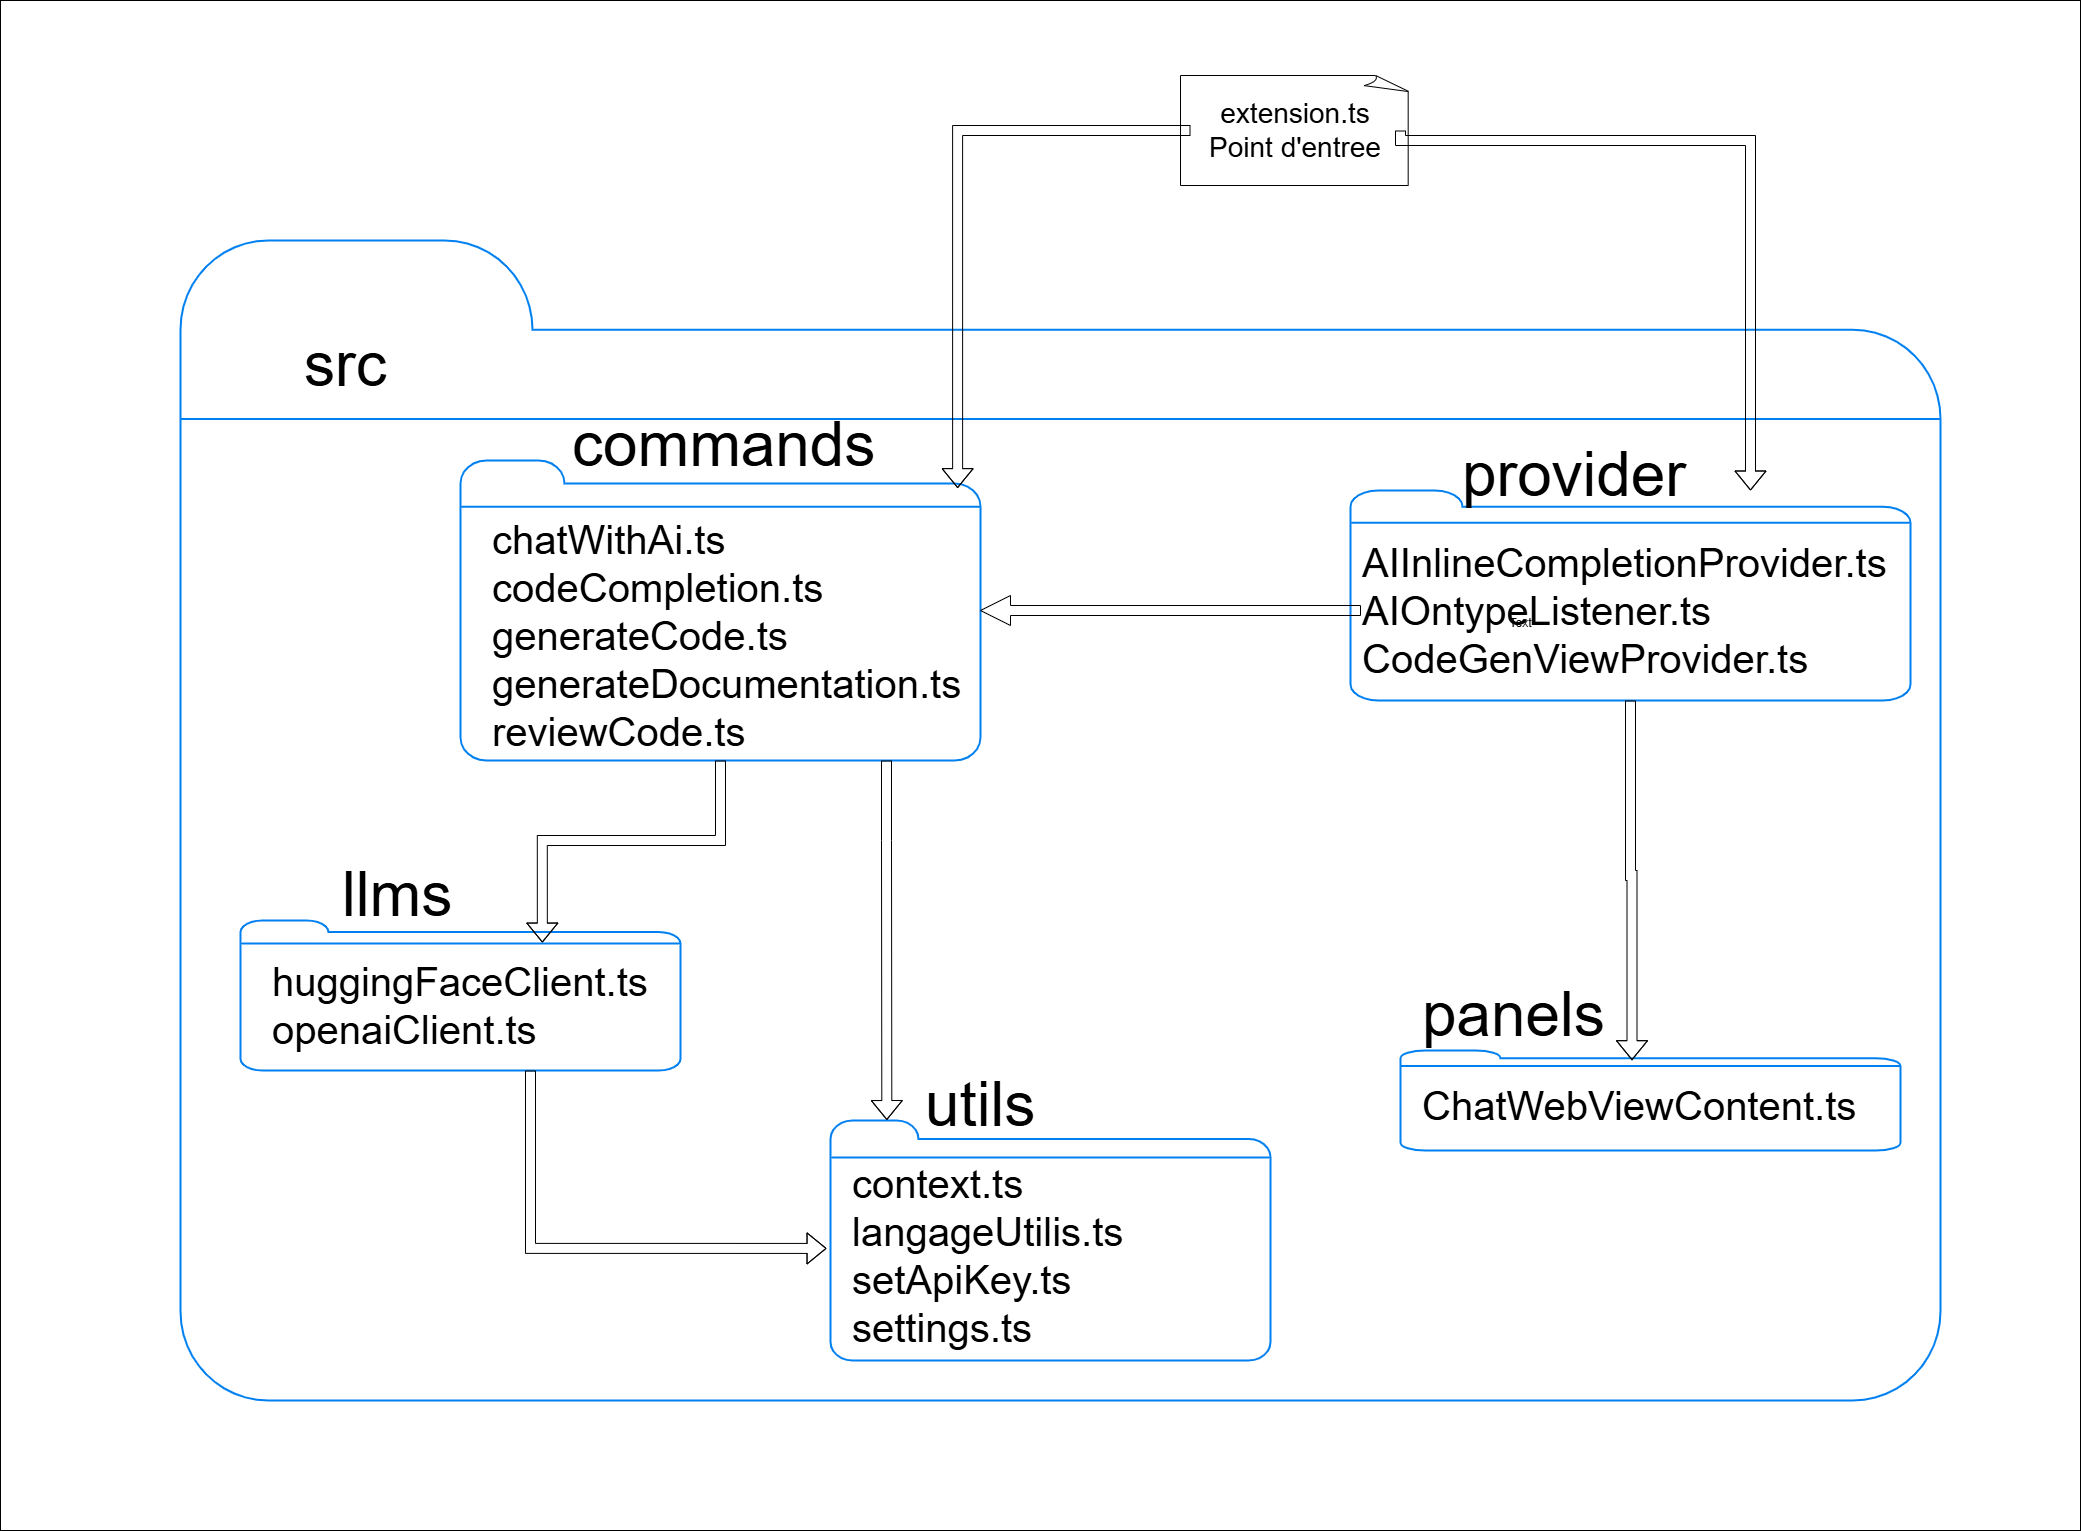 extension.ts
Point d'entree
src
commands
chatWithAi.ts
codeCompletion.ts
generateCode.ts
generateDocumentation.ts
reviewCode.ts
provider
AIInlineCompletionProvider.ts
AIOntypeListener.ts
Text
CodeGenViewProvider.ts
llms
huggingFaceClient.ts
openaiClient.ts
utils
context.ts
langageUtilis.ts
setApiKey.ts
settings.ts
panels
ChatWebViewContent.ts